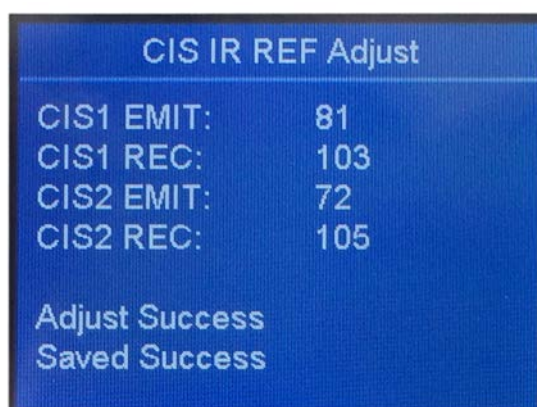 CIS IR REF Adjust
CIS1 EMIT: 81
CIS1 REC: 103
CIS2 EMIT: 72
CIS2 REC: 105
Adjust Success
Saved Success